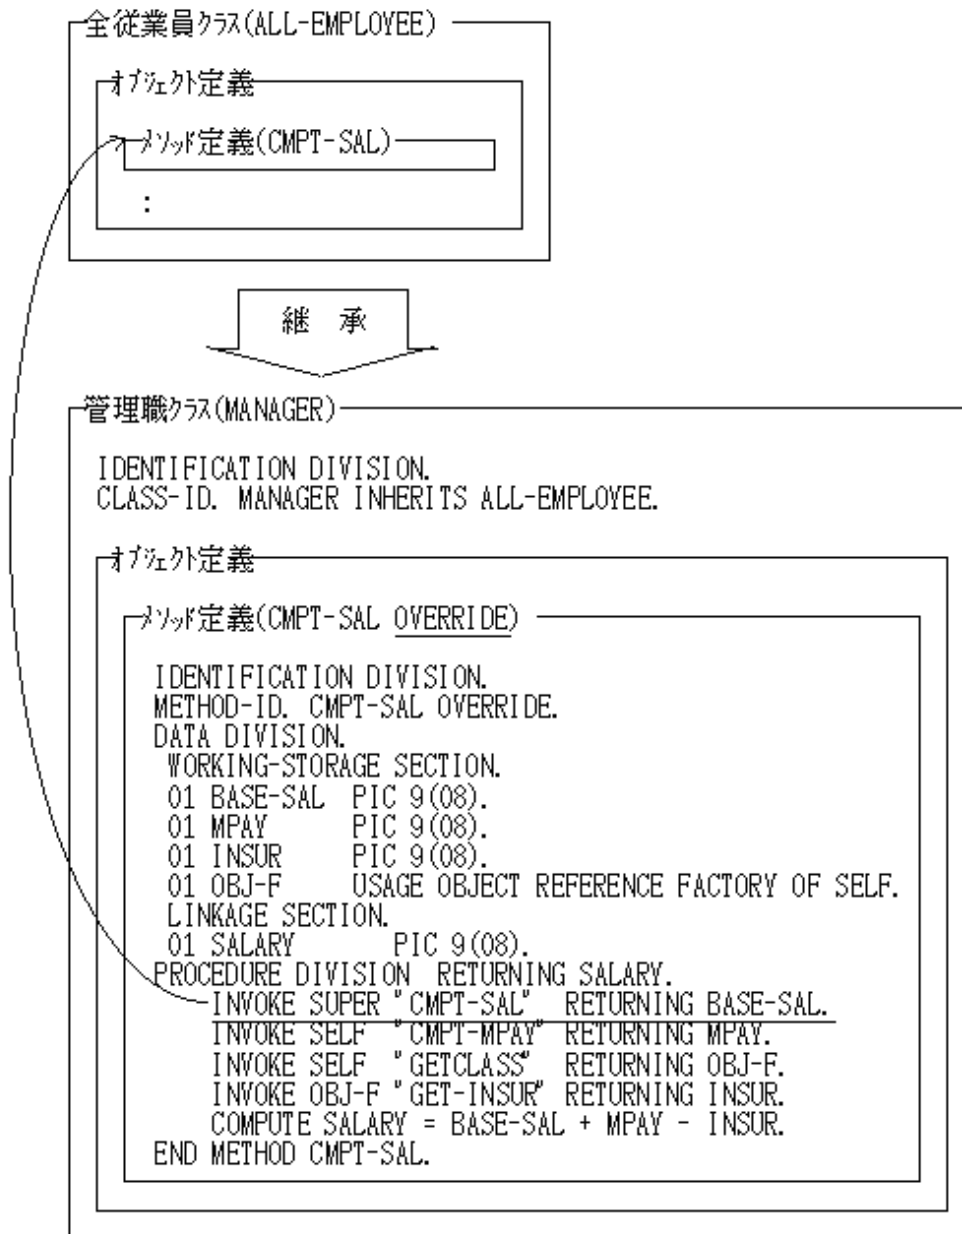 全従業員ｸﾗｽ(ALL-EMPLOYEE)
ｵﾌﾞｼﾞｪｸﾄ定義
ﾒｿｯﾄﾞ定義(CMPT-SAL)
:
継 承
管理職ｸﾗｽ(MANAGER)
IDENTIFICATION DIVISION.
CLASS-ID. MANAGER INHERITS ALL-EMPLOYEE.
ｵﾌﾞｼﾞｪｸﾄ定義
ﾒｿｯﾄﾞ定義(CMPT-SAL OVERRIDE)
IDENTIFICATION DIVISION.
METHOD-ID. CMPT-SAL OVERRIDE.
DATA DIVISION.
WORKING-STORAGE SECTION.
01 BASE-SAL PIC 9(08).
01 MPAY PIC 9(08).
01 INSUR PIC 9(08).
01 OBJ-F USAGE OBJECT REFERENCE FACTORY OF SELF.
LINKAGE SECTION.
01 SALARY PIC 9(08).
PROCEDURE DIVISION RETURNING SALARY.
INVOKE SUPER "CMPT-SAL" RETURNING BASE-SAL.
INVOKE SELF "CMPT-MPAY" RETURNING MPAY.
INVOKE SELF "GETCLASS" RETURNING OBJ-F.
INVOKE OBJ-F "GET-INSUR" RETURNING INSUR.
COMPUTE SALARY = BASE-SAL + MPAY - INSUR.
END METHOD CMPT-SAL.